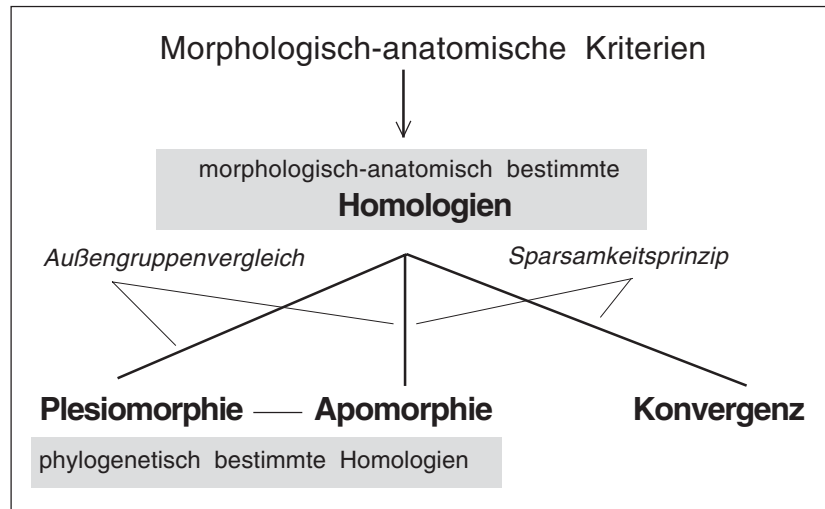 Morphologisch-anatomische Kriterien
morphologisch-anatomisch bestimmte
Homologien
Außengruppenvergleich
Sparsamkeitsprinzip
Plesiomorphie
Apomorphie
Konvergenz
phylogenetisch bestimmte Homologien